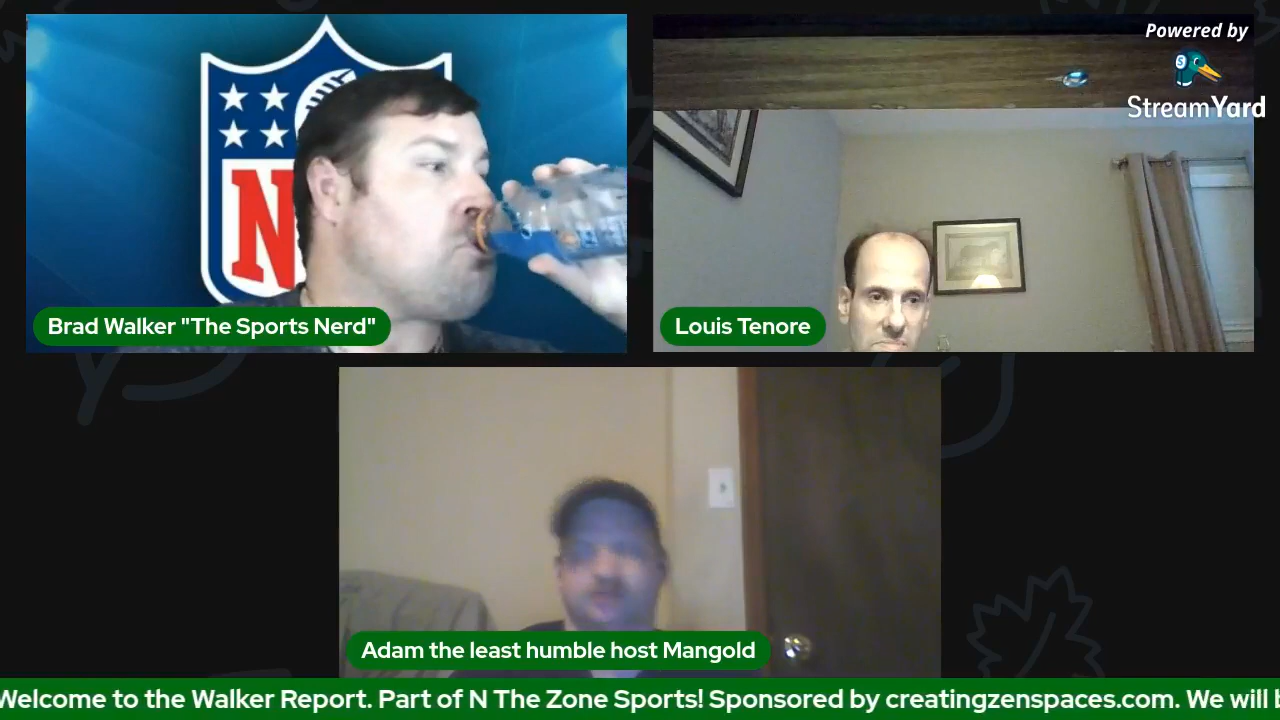 Powered by
StreamYard
S
N
Brad Walker "The Sports Nerd"
Louis Tenore
Adam the least humble host Mangold
Welcome to the Walker Report. Part of N The Zone Sports! Sponsored by creatingzenspaces.com. We will